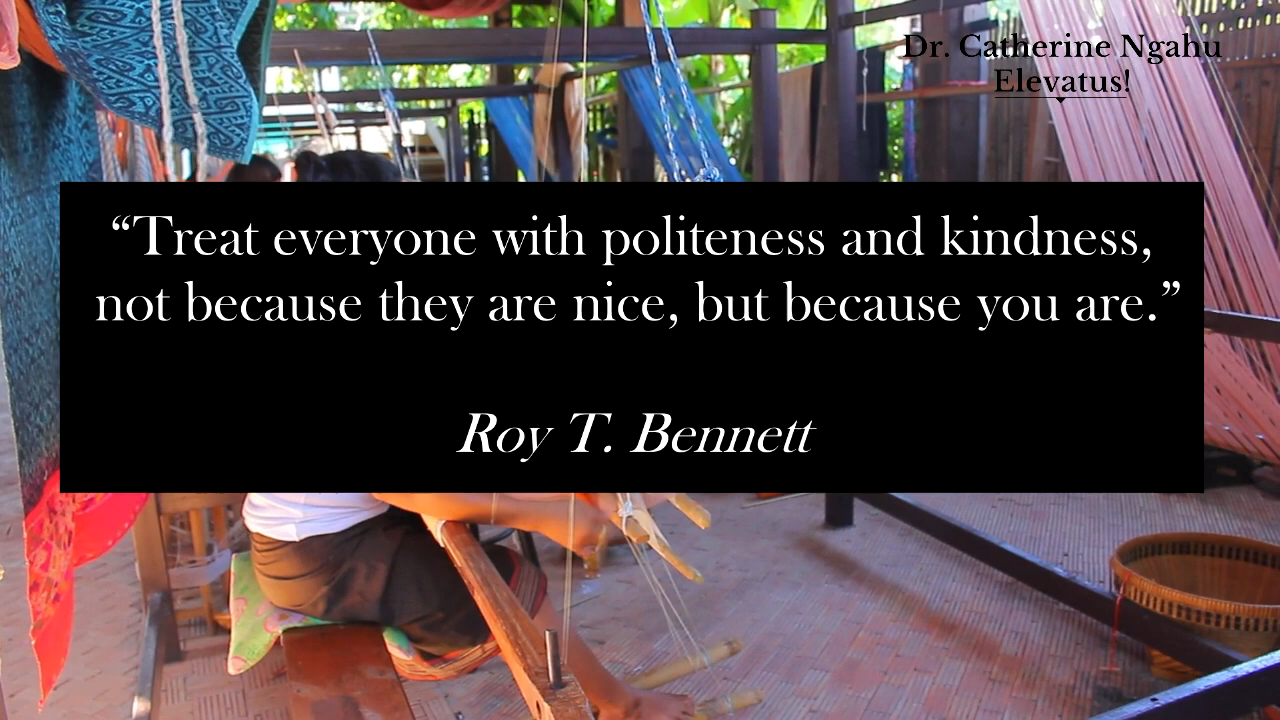 Dr. Catherine Ngahu
Elevatus!
“Treat everyone with politeness and kindness,
not because they are nice, but because you are.”
Roy T. Bennett